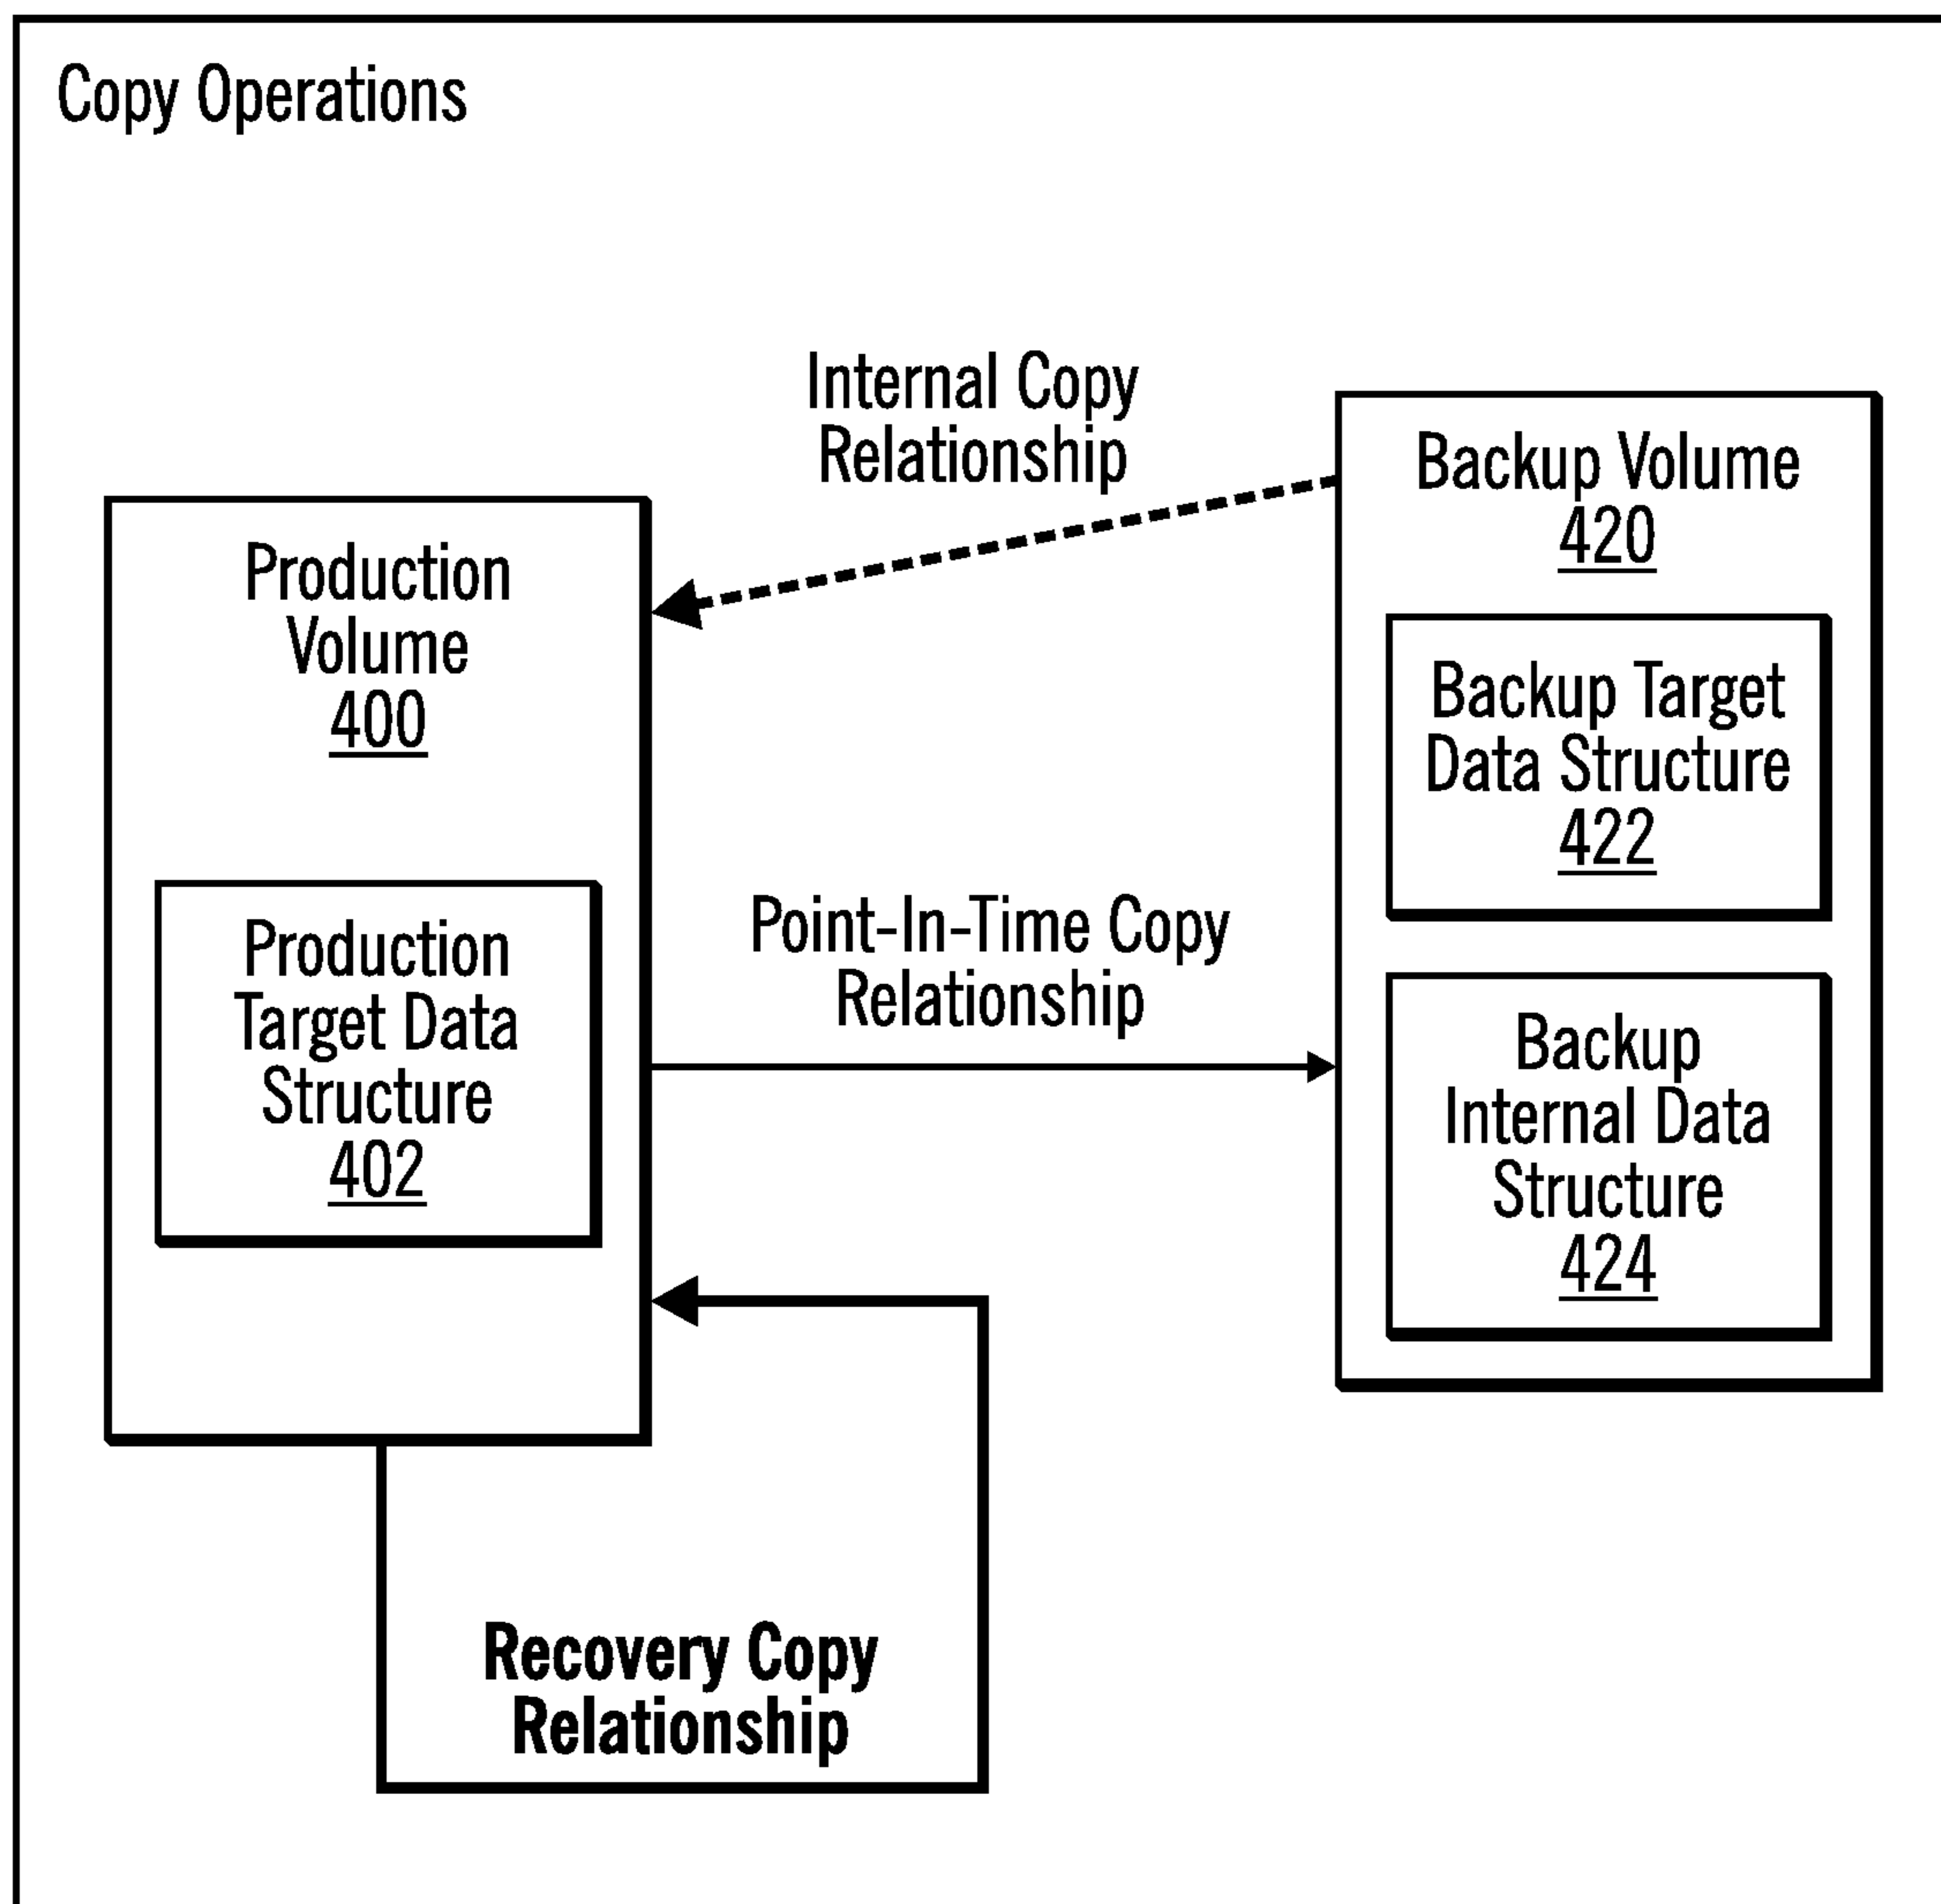 Copy Operations
Internal Copy
Relationship
Production
Volume
400
Production
Target Data
Structure
402
Point-In-Time Copy
Relationship
Backup Volume
420
Backup Target
Data Structure
422
Backup
Internal Data
Structure
424
Recovery Copy
Relationship